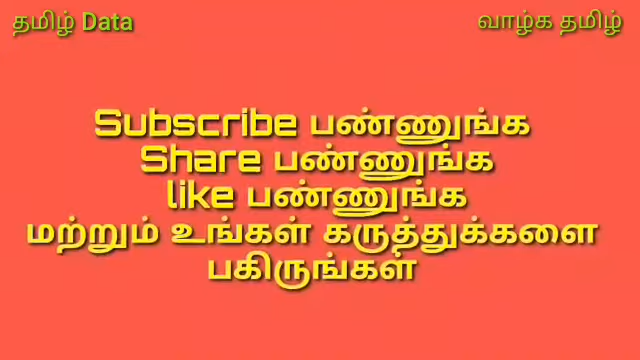 தமிழ் Data
வாழ்க தமிழ்
Subscribe பண்ணுங்க
Share பண்ணுங்க
like பண்ணுங்க
மற்றும் உங்கள் கருத்துக்களை
பகிருங்கள்